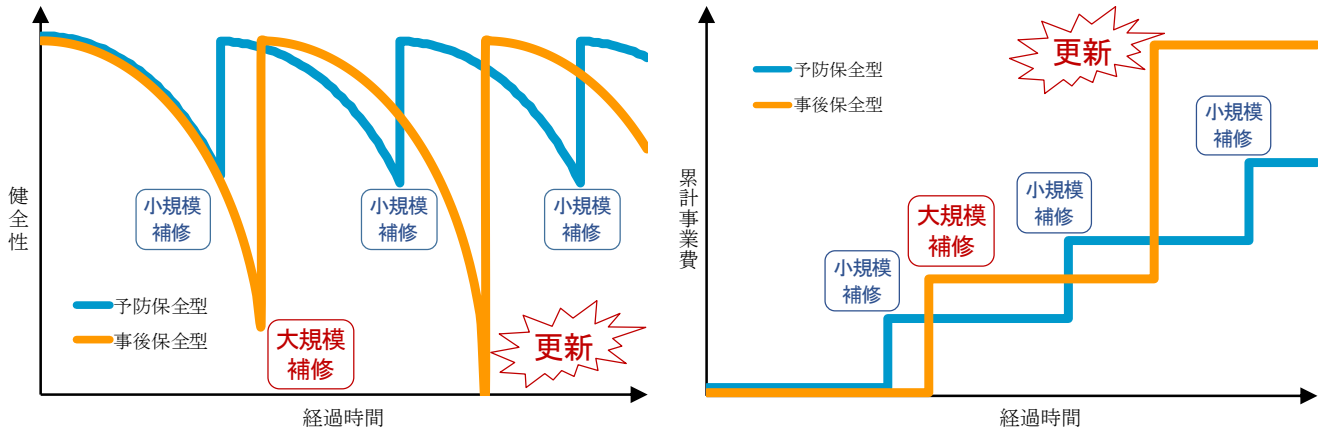 健全性
小規模
補修
小規模
補修
小規模
補修
予防保全型
事後保全型
大規模
補修
更新
経過時間
累計事業費
予防保全型
事後保全型
更新
小規模
補修
小規模
補修
大規模
補修
小規模
補修
経過時間